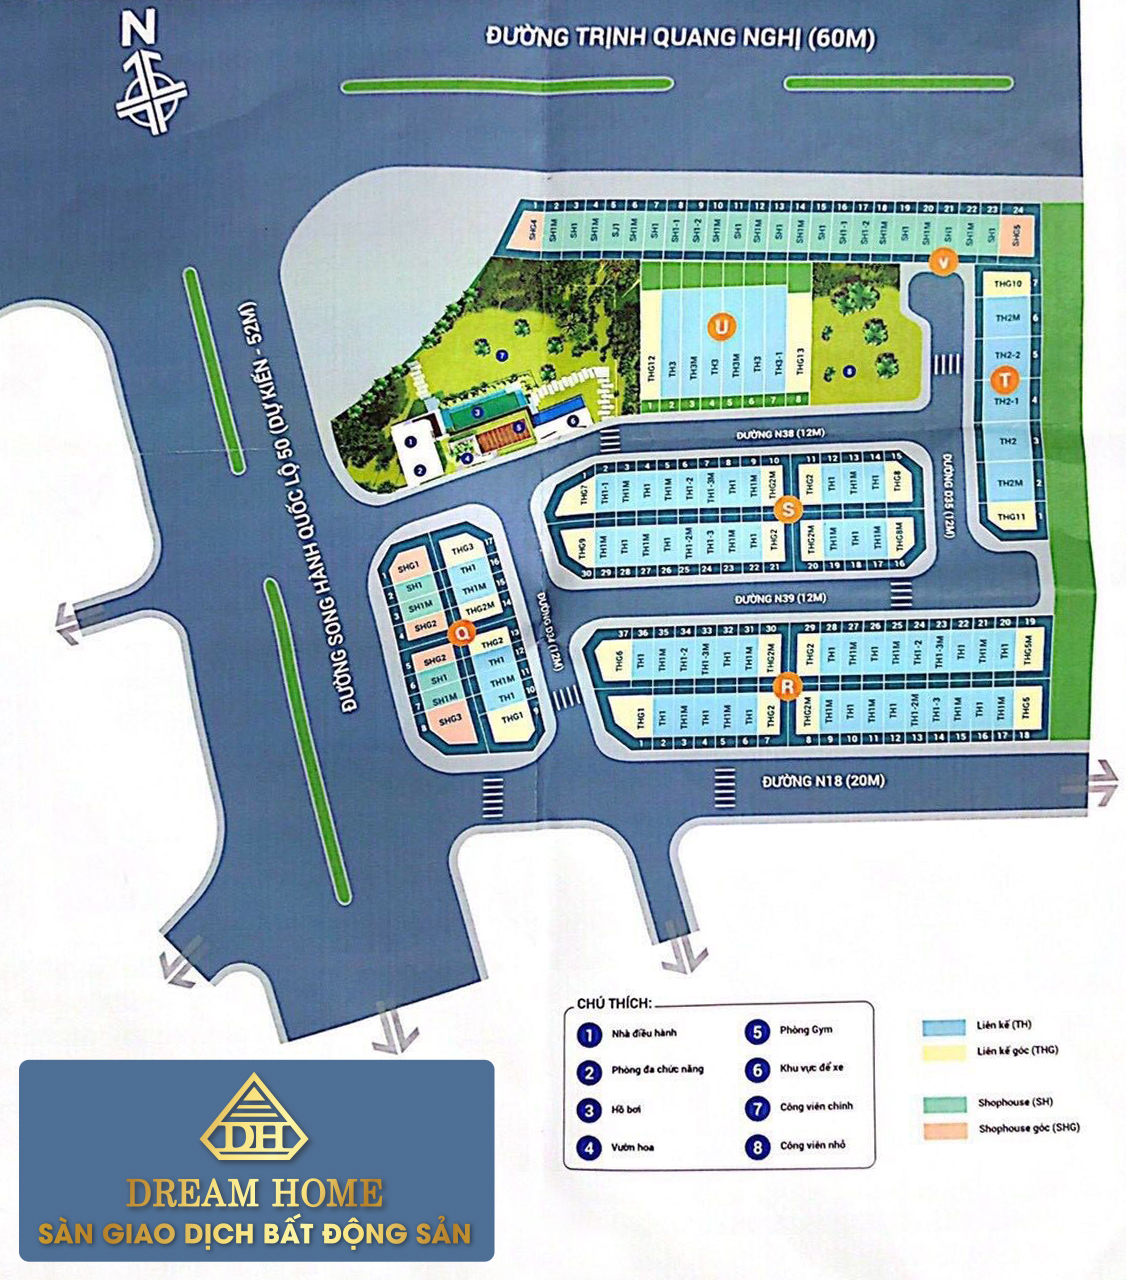 N
ĐƯỜNG TRỊNH QUANG NGHỊ (60M)
ĐƯỜNG SONG HÀNH QUỐC LỘ 50 (DỰ KIẾN - 52M)
1 2 3 4 5 6 7 8 9 10 11 12 13 14 15 16 17 18 19 20 21 22 23 24
SHG4 SH1M SH1 SH1M SJ1 SH1M SH1 SH1-1 SH1-2 SH1M SH1 SH1M SH1 SH1M SH1 SH1-1 SH1-2 SH1M SH1 SH1M SH1 SH1M SH1 SHG5
V
THG10 7
TH2M 6
TH2-2 5
T
TH2-1 4
TH2 3
TH2M 2
THG11 1
U
THG12 TH3 TH3M TH3 TH3M TH3 TH3-1 THG13
1 2 3 4 5 6 7 8
7
8
3
5
6
1
4
2
ĐƯỜNG N38 (12M)
ĐƯỜNG D35 (12M)
1 2 3 4 5 6 7 8 9 10 11 12 13 14 15
THG7 TH1-1 TH1M TH1 TH1M TH1-2 TH1-3M TH1 TH1M THG2M THG2 TH1 TH1M TH1 THG8
S
THG9 TH1M TH1 TH1M TH1 TH1-2M TH1-3 TH1M TH1 THG2 THG2M TH1M TH1 TH1M THG8M
30 29 28 27 26 25 24 23 22 21 20 19 18 17 16
1 SHG1 THG3 17
2 SH1 TH1 16
3 SH1M TH1M 15
4 SHG2 THG2M 14
Q
5 SHG2 THG2 13
6 SH1 TH1 12
7 SH1M TH1M 11
TH1 10
8 SHG3 THG1 9
ĐƯỜNG D34 (12M)
ĐƯỜNG N39 (12M)
37 36 35 34 33 32 31 30 29 28 27 26 25 24 23 22 21 20 19
THG6 TH1 TH1M TH1-2 TH1-3M TH1 TH1M THG2M THG2 TH1 TH1M TH1 TH1M TH1-2 TH1-3M TH1 TH1M TH1 THG5M
R
THG1 TH1 TH1M TH1 TH1M TH1 THG2 THG2M TH1M TH1 TH1M TH1 TH1-2M TH1-3 TH1M TH1 TH1M THG5
1 2 3 4 5 6 7 8 9 10 11 12 13 14 15 16 17 18
ĐƯỜNG N18 (20M)
CHÚ THÍCH:
1 Nhà điều hành
2 Phòng đa chức năng
3 Hồ bơi
4 Vườn hoa
5 Phòng Gym
6 Khu vực để xe
7 Công viên chính
8 Công viên nhỏ
Liên kế (TH)
Liên kế góc (THG)
Shophouse (SH)
Shophouse góc (SHG)
DH
DREAM HOME
SÀN GIAO DỊCH BẤT ĐỘNG SẢN